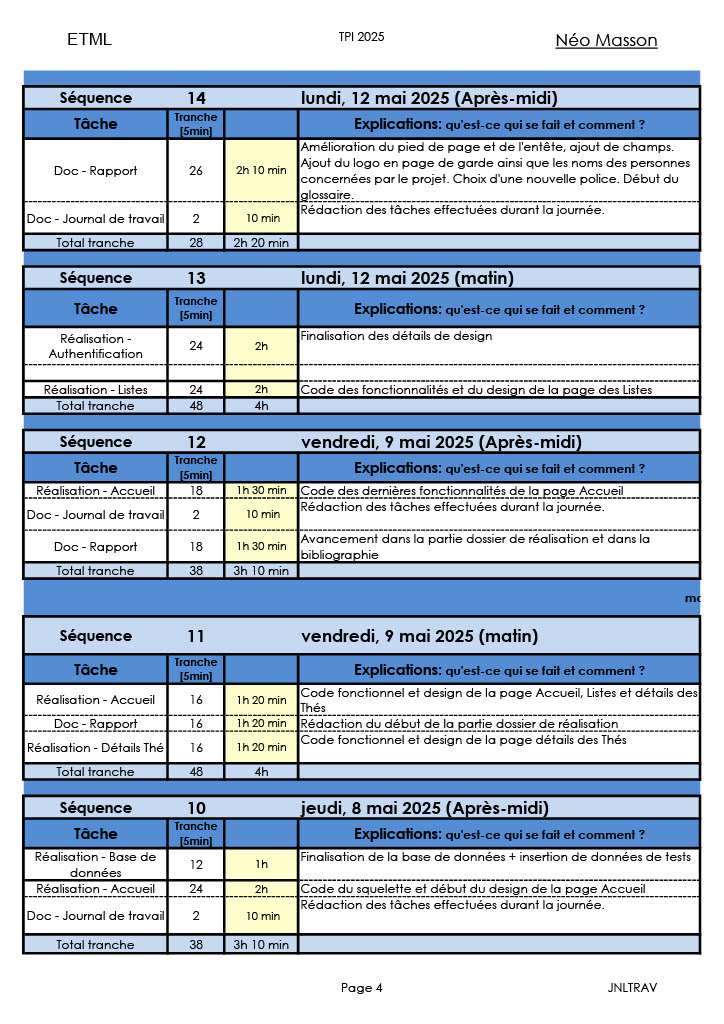 ETML TPI 2025 Néo Masson
Séquence 14 lundi, 12 mai 2025 (Après-midi)
Tâche Tranche [5min] Explications: qu'est-ce qui se fait et comment ?
Doc - Rapport 26 2h 10 min Amélioration du pied de page et de l'entête, ajout de champs.
Ajout du logo en page de garde ainsi que les noms des personnes
concernées par le projet. Choix d'une nouvelle police. Début du
glossaire.
Doc - Journal de travail 2 10 min Rédaction des tâches effectuées durant la journée.
Total tranche 28 2h 20 min
Séquence 13 lundi, 12 mai 2025 (matin)
Tâche Tranche [5min] Explications: qu'est-ce qui se fait et comment ?
Réalisation -
Authentification 24 2h Finalisation des détails de design
Réalisation - Listes 24 2h Code des fonctionnalités et du design de la page des Listes
Total tranche 48 4h
Séquence 12 vendredi, 9 mai 2025 (Après-midi)
Tâche Tranche [5min] Explications: qu'est-ce qui se fait et comment ?
Réalisation - Accueil 18 1h 30 min Code des dernières fonctionnalités de la page Accueil
Doc - Journal de travail 2 10 min Rédaction des tâches effectuées durant la journée.
Doc - Rapport 18 1h 30 min Avancement dans la partie dossier de réalisation et dans la
bibliographie
Total tranche 38 3h 10 min
Séquence 11 vendredi, 9 mai 2025 (matin)
Tâche Tranche [5min] Explications: qu'est-ce qui se fait et comment ?
Réalisation - Accueil 16 1h 20 min Code fonctionnel et design de la page Accueil, Listes et détails des
Thés
Doc - Rapport 16 1h 20 min Rédaction du début de la partie dossier de réalisation
Réalisation - Détails Thé 16 1h 20 min Code fonctionnel et design de la page détails des Thés
Total tranche 48 4h
Séquence 10 jeudi, 8 mai 2025 (Après-midi)
Tâche Tranche [5min] Explications: qu'est-ce qui se fait et comment ?
Réalisation - Base de
données 12 1h Finalisation de la base de données + insertion de données de tests
Réalisation - Accueil 24 2h Code du squelette et début du design de la page Accueil
Doc - Journal de travail 2 10 min Rédaction des tâches effectuées durant la journée.
Total tranche 38 3h 10 min
Page 4 JNLTRAV